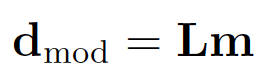 d_mod = Lm